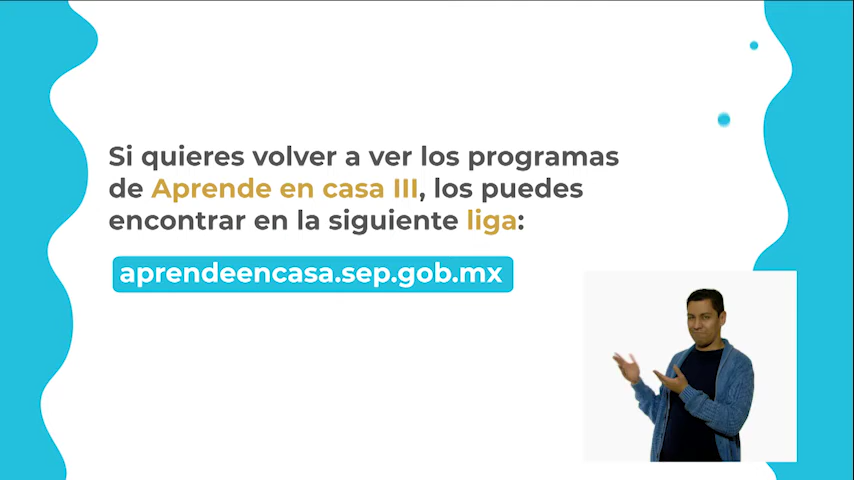 Si quieres volver a ver los programas
de Aprende en casa III, los puedes
encontrar en la siguiente liga:
aprendeencasa.sep.gob.mx